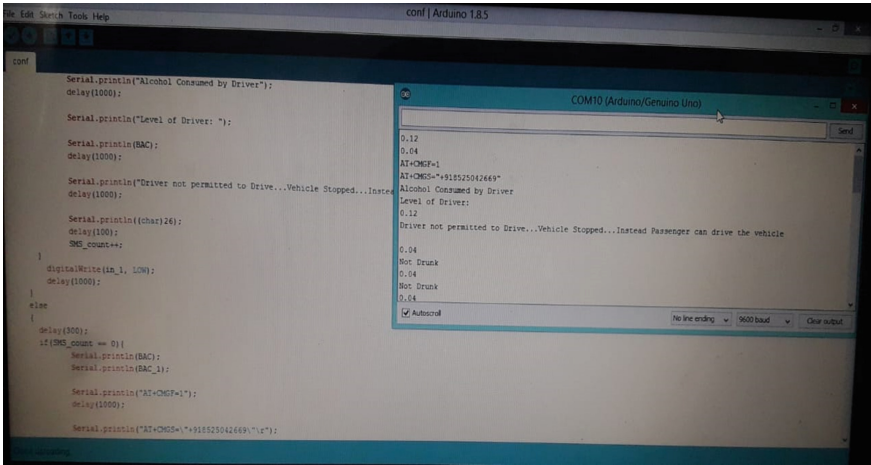 conf | Arduino 1.8.5
File Edit Sketch Tools Help
conf
Serial.println("Alcohol Consumed by Driver");
delay(1000);
Serial.println("Level of Driver: ");
Serial.println(BAC);
delay(1000);
Serial.println("Driver not permitted to Drive...Vehicle Stopped...Instea
delay(1000);
Serial.println((char)26);
delay(100);
SMS_count++;
}
digitalWrite(in_1, LOW);
delay(1000);
}
else
{
delay(500);
if(SMS_count == 0){
Serial.println(BAC);
Serial.println(BAC_1);
Serial.println("AT+CMGF=1");
delay(1000);
Serial.println("AT+CMGS=\"+918525042669\"\r");
COM10 (Arduino/Genuino Uno)
Send
0.12
0.04
AT+CMGF=1
AT+CMGS="+918525042669"
Alcohol Consumed by Driver
Level of Driver:
0.12
Driver not permitted to Drive...Vehicle Stopped...Instead Passenger can drive the vehicle
0.04
Not Drunk
0.04
Not Drunk
0.04
Autoscroll
No line ending
9600 baud
Clear output
Done uploading.